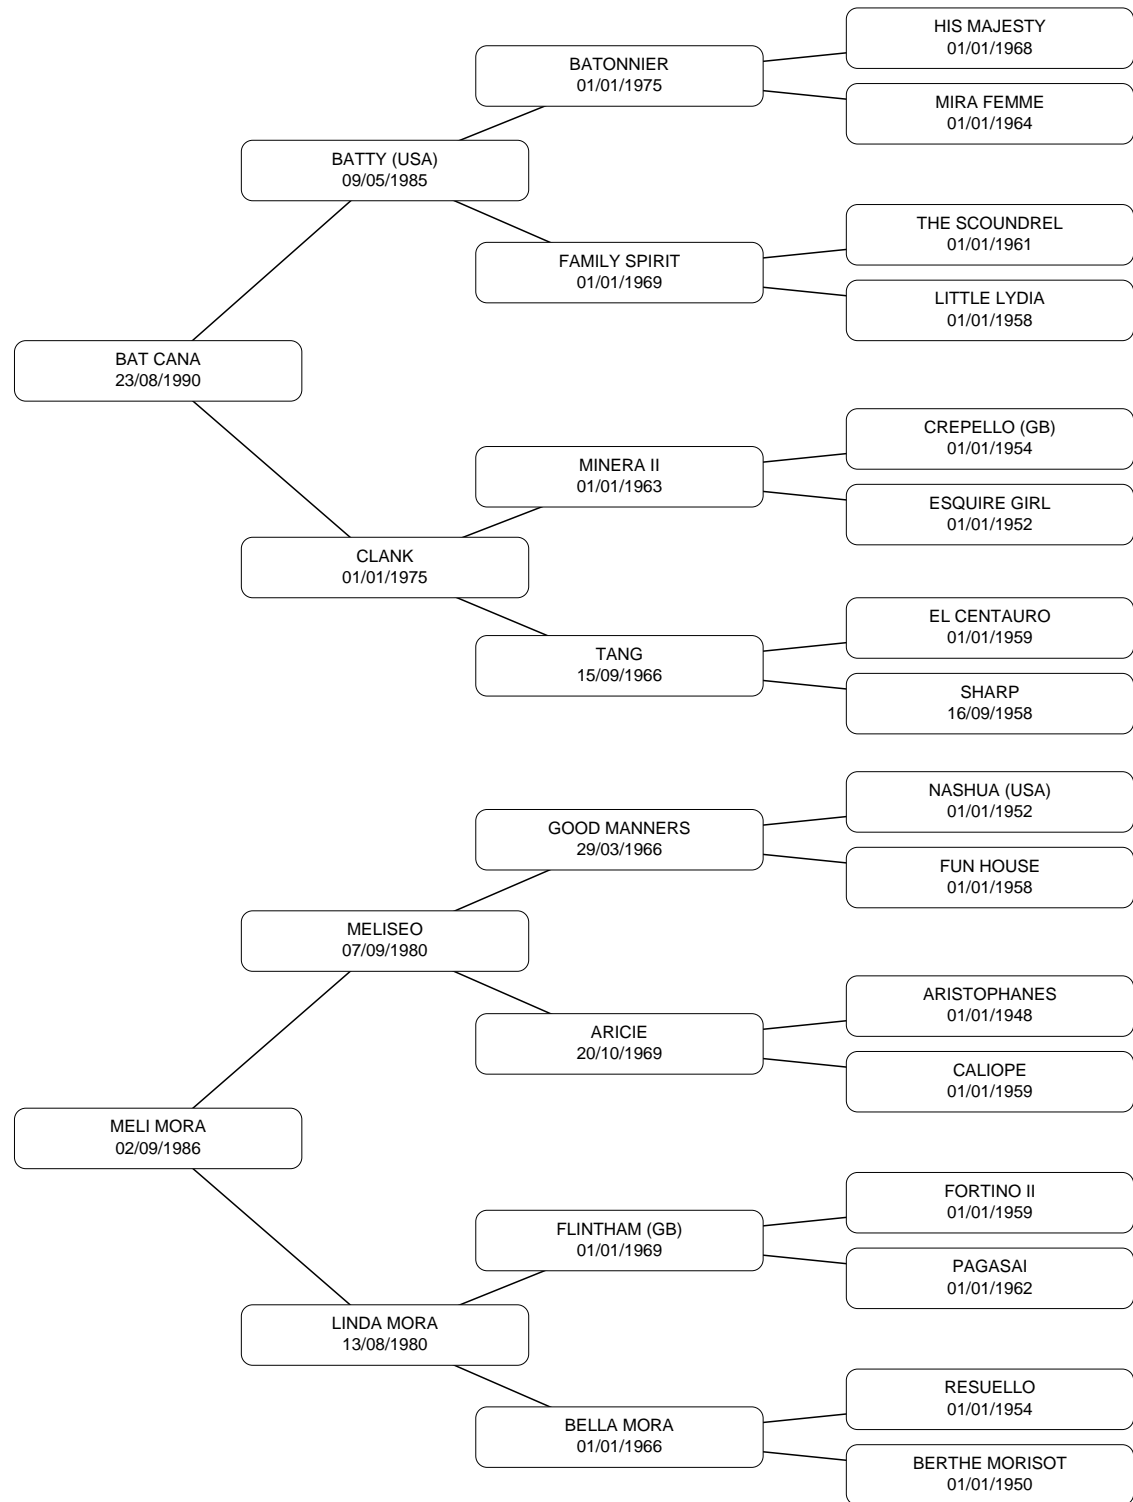 HIS MAJESTY
01/01/1968
BATONNIER
01/01/1975
MIRA FEMME
01/01/1964
BATTY (USA)
09/05/1985
THE SCOUNDREL
01/01/1961
FAMILY SPIRIT
01/01/1969
LITTLE LYDIA
01/01/1958
BAT CANA
23/08/1990
CREPELLO (GB)
01/01/1954
MINERA II
01/01/1963
ESQUIRE GIRL
01/01/1952
CLANK
01/01/1975
EL CENTAURO
01/01/1959
TANG
15/09/1966
SHARP
16/09/1958
NASHUA (USA)
01/01/1952
GOOD MANNERS
29/03/1966
FUN HOUSE
01/01/1958
MELISEO
07/09/1980
ARISTOPHANES
01/01/1948
ARICIE
20/10/1969
CALIOPE
01/01/1959
MELI MORA
02/09/1986
FORTINO II
01/01/1959
FLINTHAM (GB)
01/01/1969
PAGASAI
01/01/1962
LINDA MORA
13/08/1980
RESUELLO
01/01/1954
BELLA MORA
01/01/1966
BERTHE MORISOT
01/01/1950